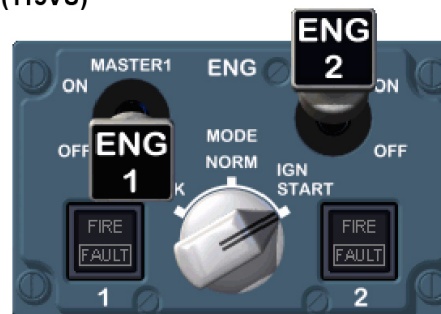 (115VU)
ENG
2
MASTER1
ENG
ON
ON
OFF
ENG
1
MODE
NORM
OFF
K
IGN
START
FIRE
FAULT
FIRE
FAULT
1
2